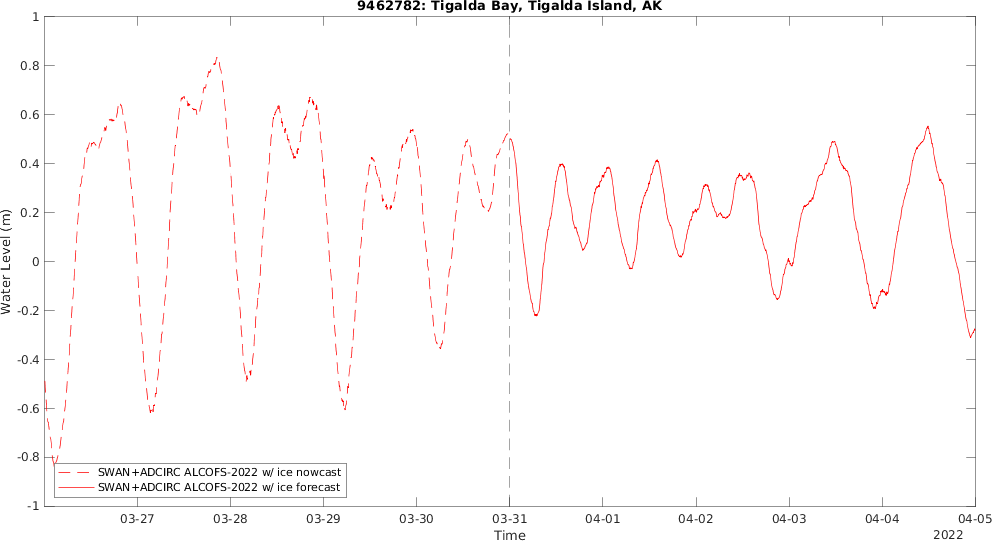 9462782: Tigalda Bay, Tigalda Island, AK
1
0.8
0.6
0.4
0.2
0
-0.2
-0.4
-0.6
-0.8
-1
Water Level (m)
SWAN+ADCIRC ALCOFS-2022 w/ ice nowcast
SWAN+ADCIRC ALCOFS-2022 w/ ice forecast
03-27 03-28 03-29 03-30 03-31 04-01 04-02 04-03 04-04 04-05
Time
2022